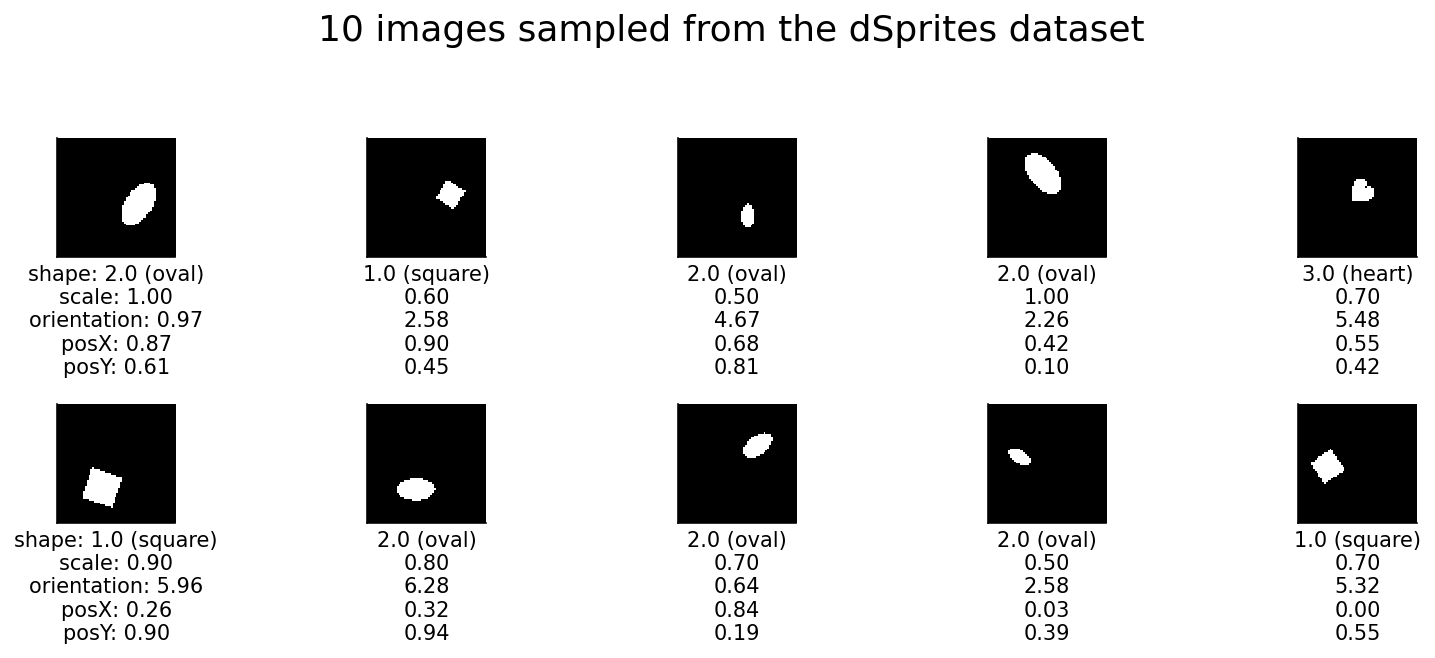 10 images sampled from the dSprites dataset
shape: 2.0 (oval)
scale: 1.00
orientation: 0.97
posX: 0.87
posY: 0.61
1.0 (square)
0.60
2.58
0.90
0.45
2.0 (oval)
0.50
4.67
0.68
0.81
2.0 (oval)
1.00
2.26
0.42
0.10
3.0 (heart)
0.70
5.48
0.55
0.42
shape: 1.0 (square)
scale: 0.90
orientation: 5.96
posX: 0.26
posY: 0.90
2.0 (oval)
0.80
6.28
0.32
0.94
2.0 (oval)
0.70
0.64
0.84
0.19
2.0 (oval)
0.50
2.58
0.03
0.39
1.0 (square)
0.70
5.32
0.00
0.55